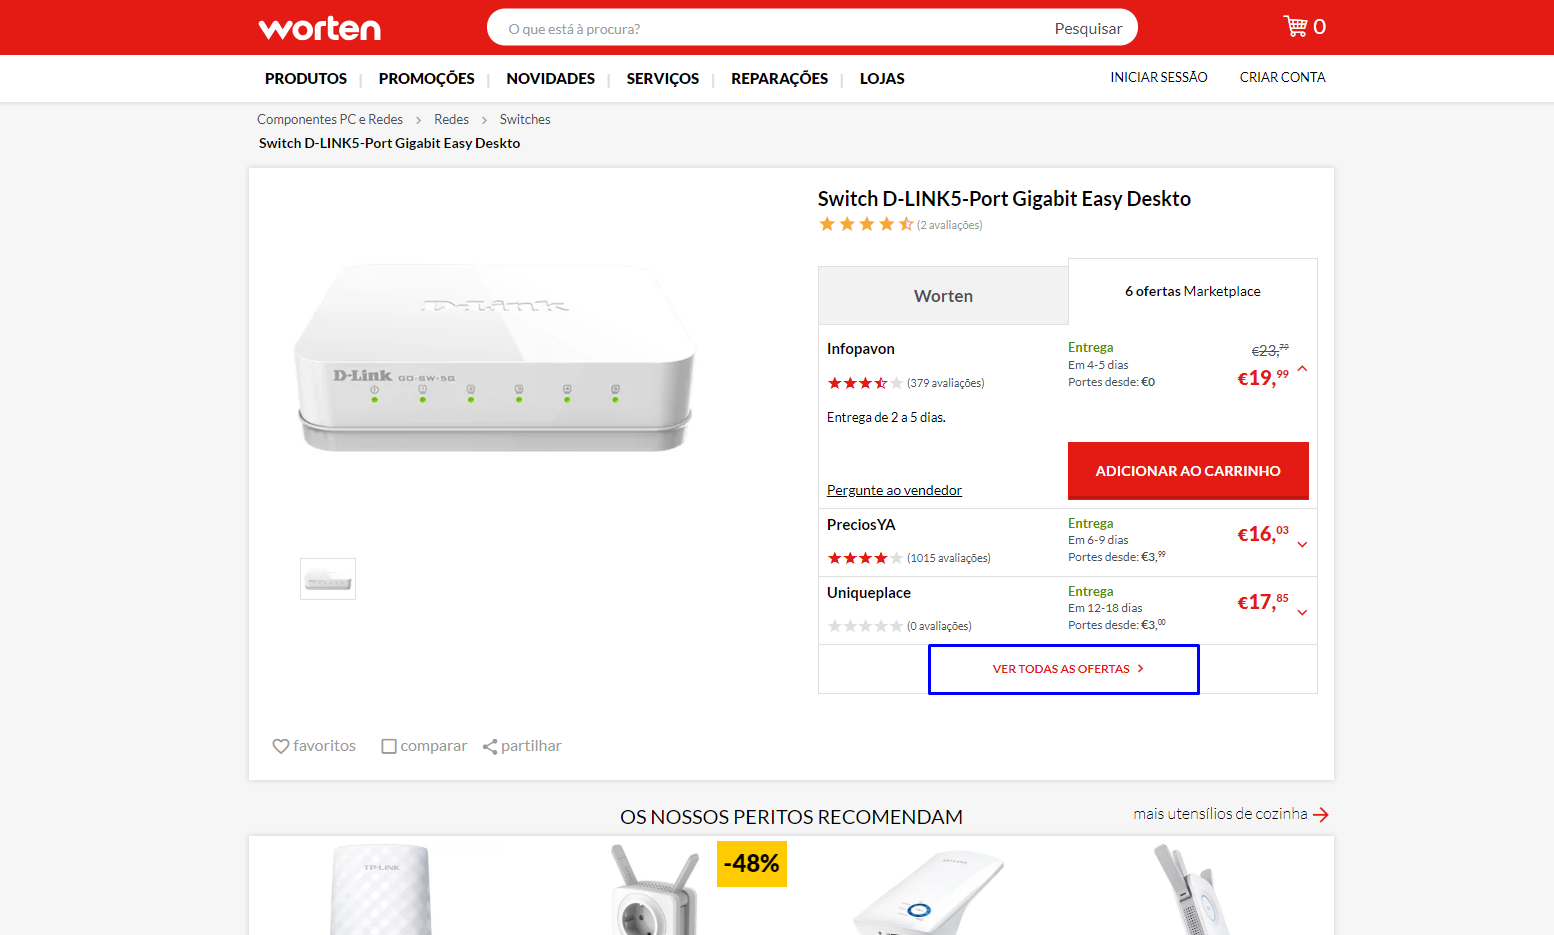 worten
O que está à procura?
Pesquisar
0
PRODUTOS | PROMOÇÕES | NOVIDADES | SERVIÇOS | REPARAÇÕES | LOJAS
INICIAR SESSÃO
CRIAR CONTA
Componentes PC e Redes > Redes > Switches
Switch D-LINK5-Port Gigabit Easy Deskto
D-Link
D-Link GO-SW-5G
Switch D-LINK5-Port Gigabit Easy Deskto
(2 avaliações)
Worten
6 ofertas Marketplace
Infopavon
(379 avaliações)
Entrega
Em 4-5 dias
Portes desde: €0
€23,79
€19,99
Entrega de 2 a 5 dias.
Pergunte ao vendedor
ADICIONAR AO CARRINHO
PreciosYA
(1015 avaliações)
Entrega
Em 6-9 dias
Portes desde: €3,99
€16,03
Uniqueplace
(0 avaliações)
Entrega
Em 12-18 dias
Portes desde: €3,00
€17,85
VER TODAS AS OFERTAS >
favoritos
comparar
partilhar
OS NOSSOS PERITOS RECOMENDAM
mais utensílios de cozinha
TP-LINK
-48%